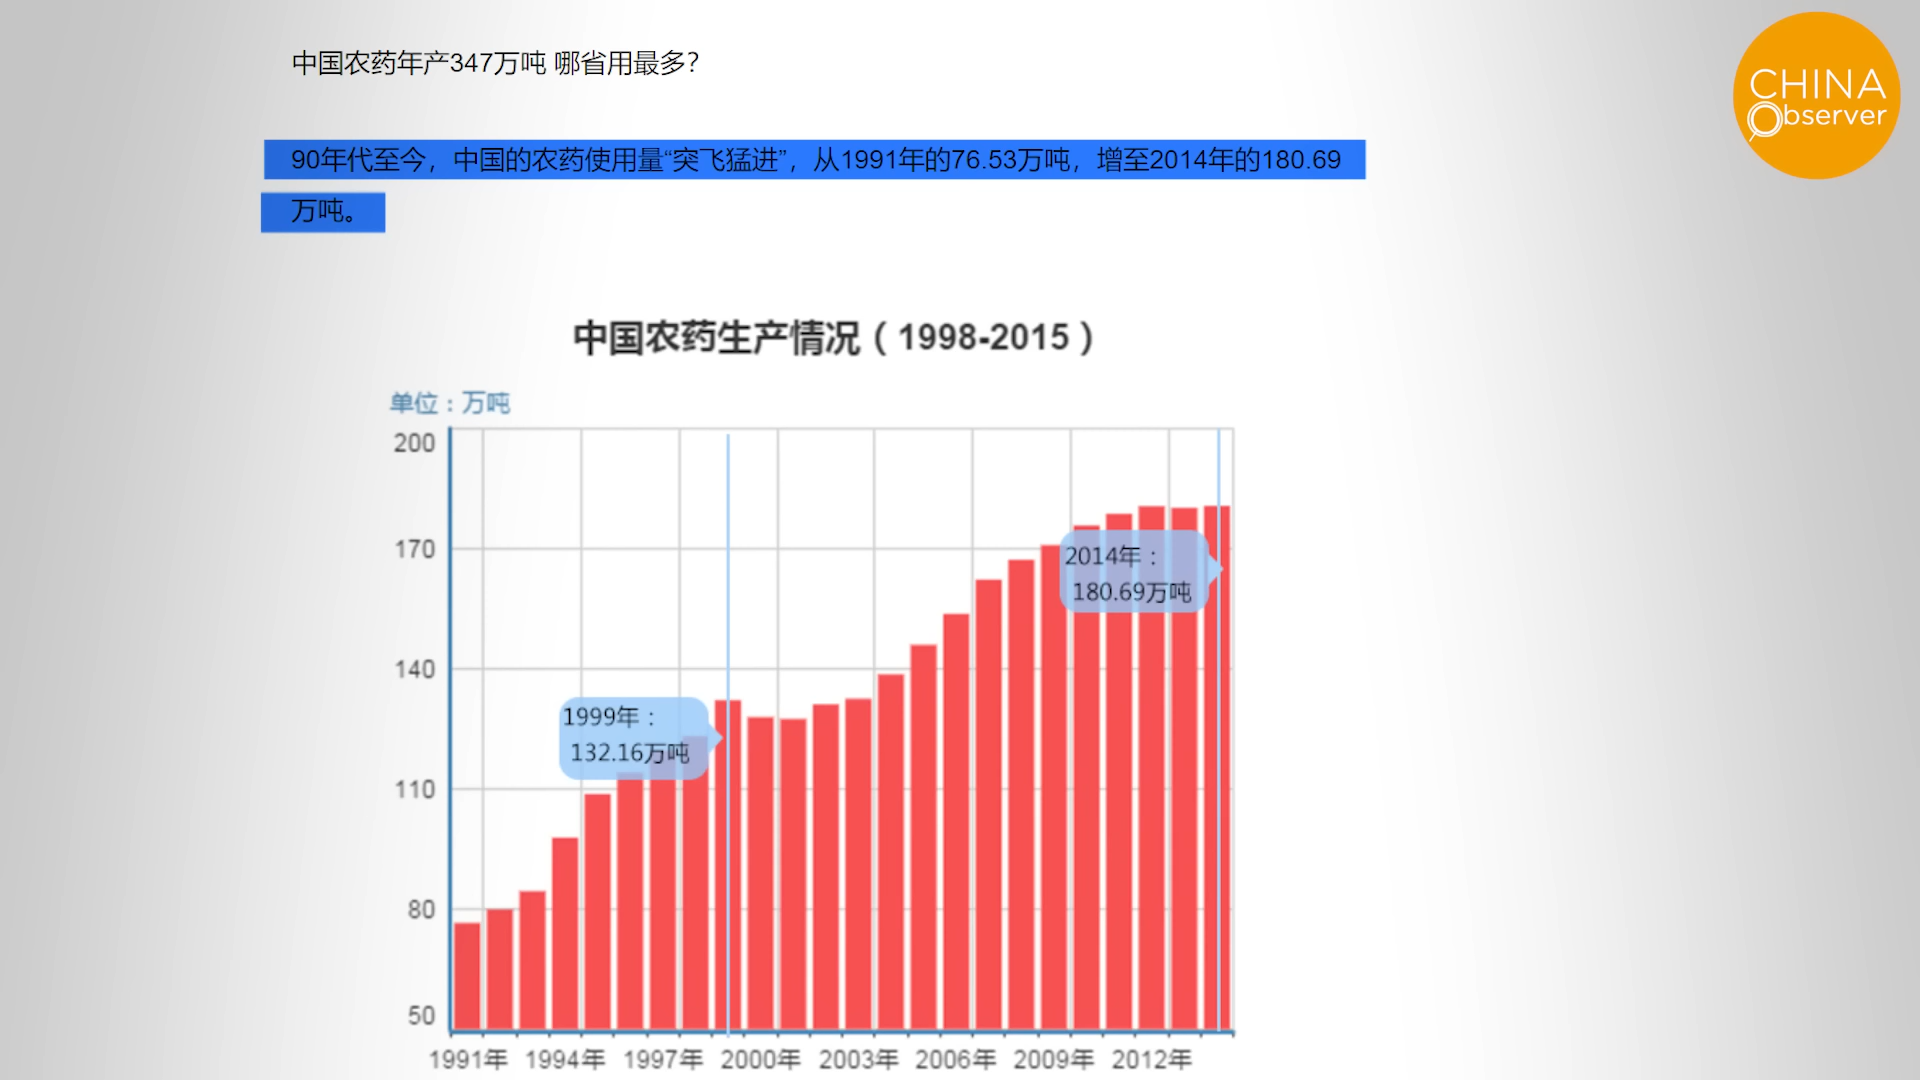 中国农药年产347万吨 哪省用最多?
CHINA
Observer
90年代至今，中国的农药使用量“突飞猛进”，从1991年的76.53万吨，增至2014年的180.69
万吨。
中国农药生产情况（1998-2015）
单位：万吨
200
170
140
110
80
50
2014年：
180.69万吨
1999年：
132.16万吨
1991年 1994年 1997年 2000年 2003年 2006年 2009年 2012年